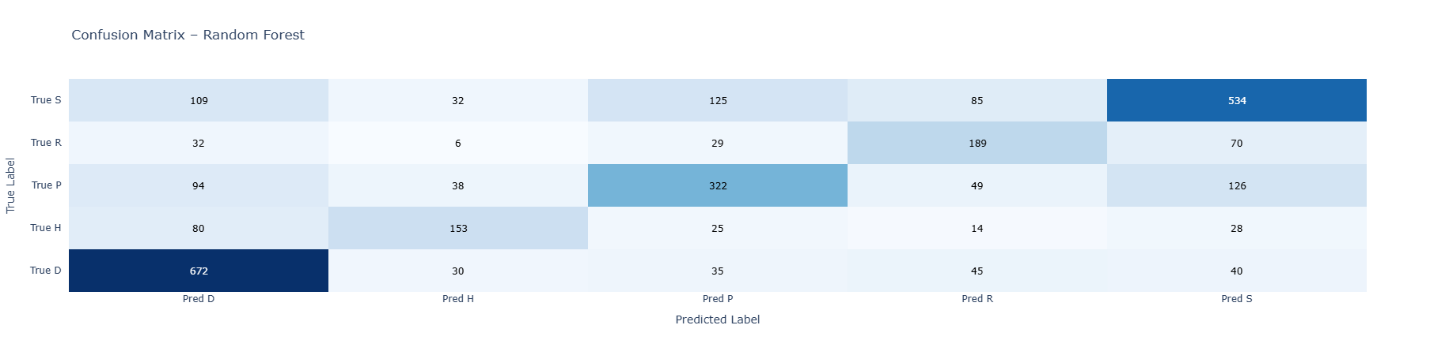 Confusion Matrix – Random Forest
True Label
True S 109 32 125 85 534
True R 32 6 29 189 70
True P 94 38 322 49 126
True H 80 153 25 14 28
True D 672 30 35 45 40
Pred D Pred H Pred P Pred R Pred S
Predicted Label